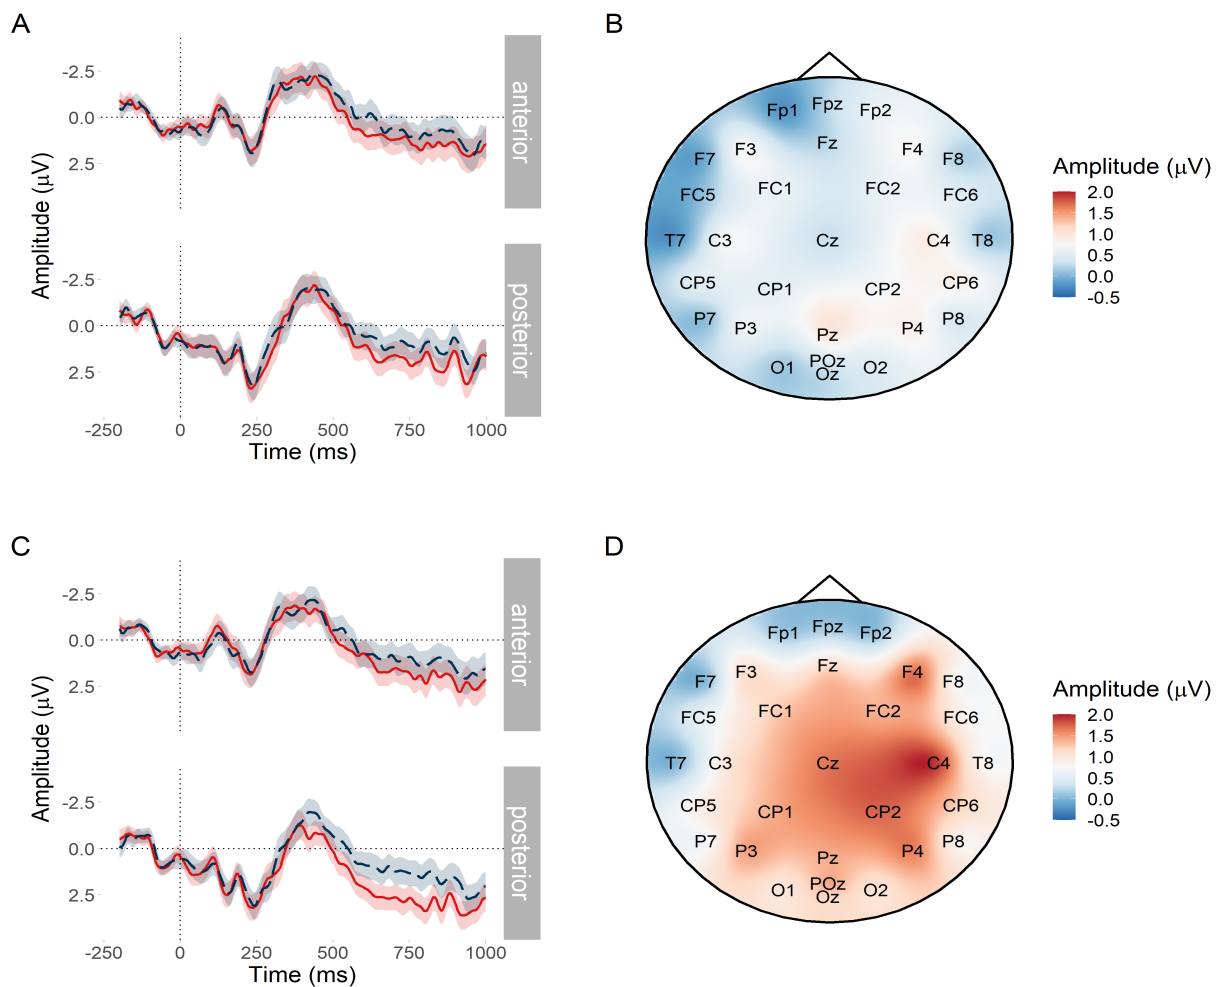 A
B
Amplitude (μV)
-2.5
0.0
2.5
anterior
-2.5
0.0
2.5
posterior
-250 0 250 500 750 1000
Time (ms)
Fp1 Fpz Fp2
Fz
F7 F3 F4 F8
FC5 FC1 FC2 FC6
T7 C3 Cz C4 T8
CP5 CP1 CP2 CP6
P7 P3 Pz P4 P8
O1 POz O2
Oz
Amplitude (μV)
2.0
1.5
1.0
0.5
0.0
-0.5
C
D
Amplitude (μV)
-2.5
0.0
2.5
anterior
-2.5
0.0
2.5
posterior
-250 0 250 500 750 1000
Time (ms)
Fp1 Fpz Fp2
Fz
F7 F3 F4 F8
FC5 FC1 FC2 FC6
T7 C3 Cz C4 T8
CP5 CP1 CP2 CP6
P7 P3 Pz P4 P8
O1 POz O2
Oz
Amplitude (μV)
2.0
1.5
1.0
0.5
0.0
-0.5